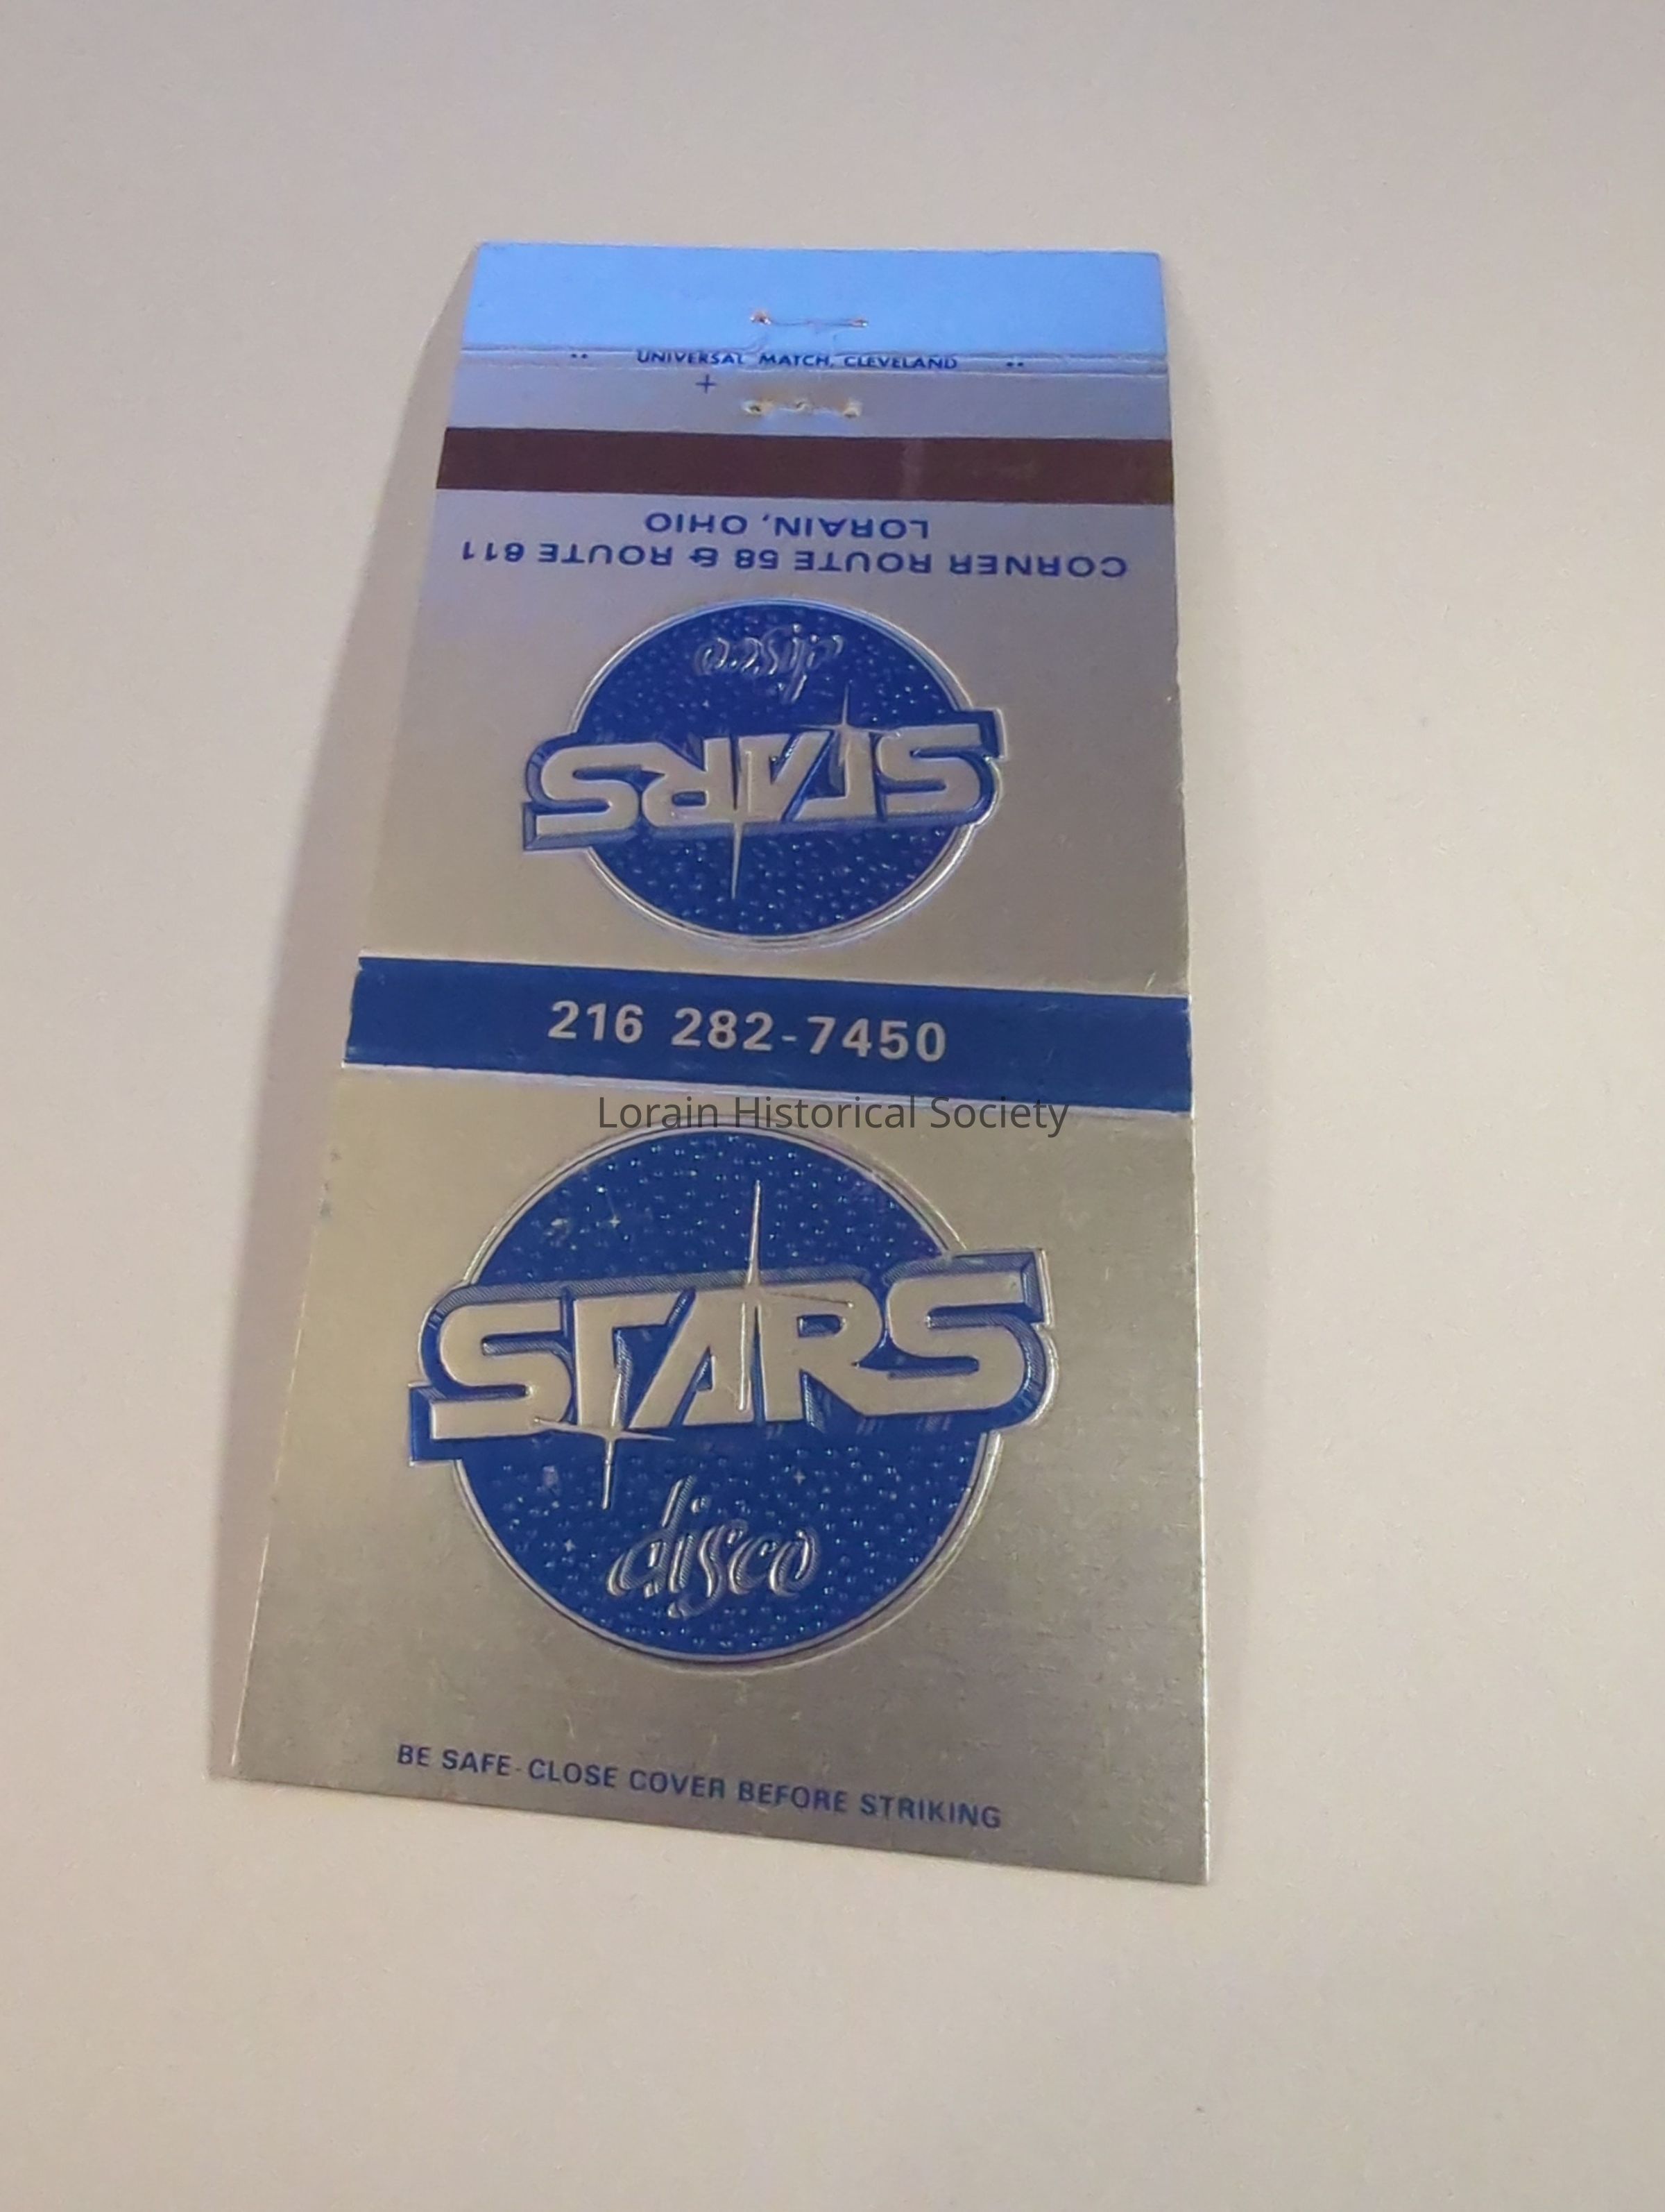 UNIVERSAL MATCH, CLEVELAND
CORNER ROUTE 58 & ROUTE 611
LORAIN, OHIO
STARS
disco
216 282-7450
Lorain Historical Society
STARS
disco
BE SAFE-CLOSE COVER BEFORE STRIKING